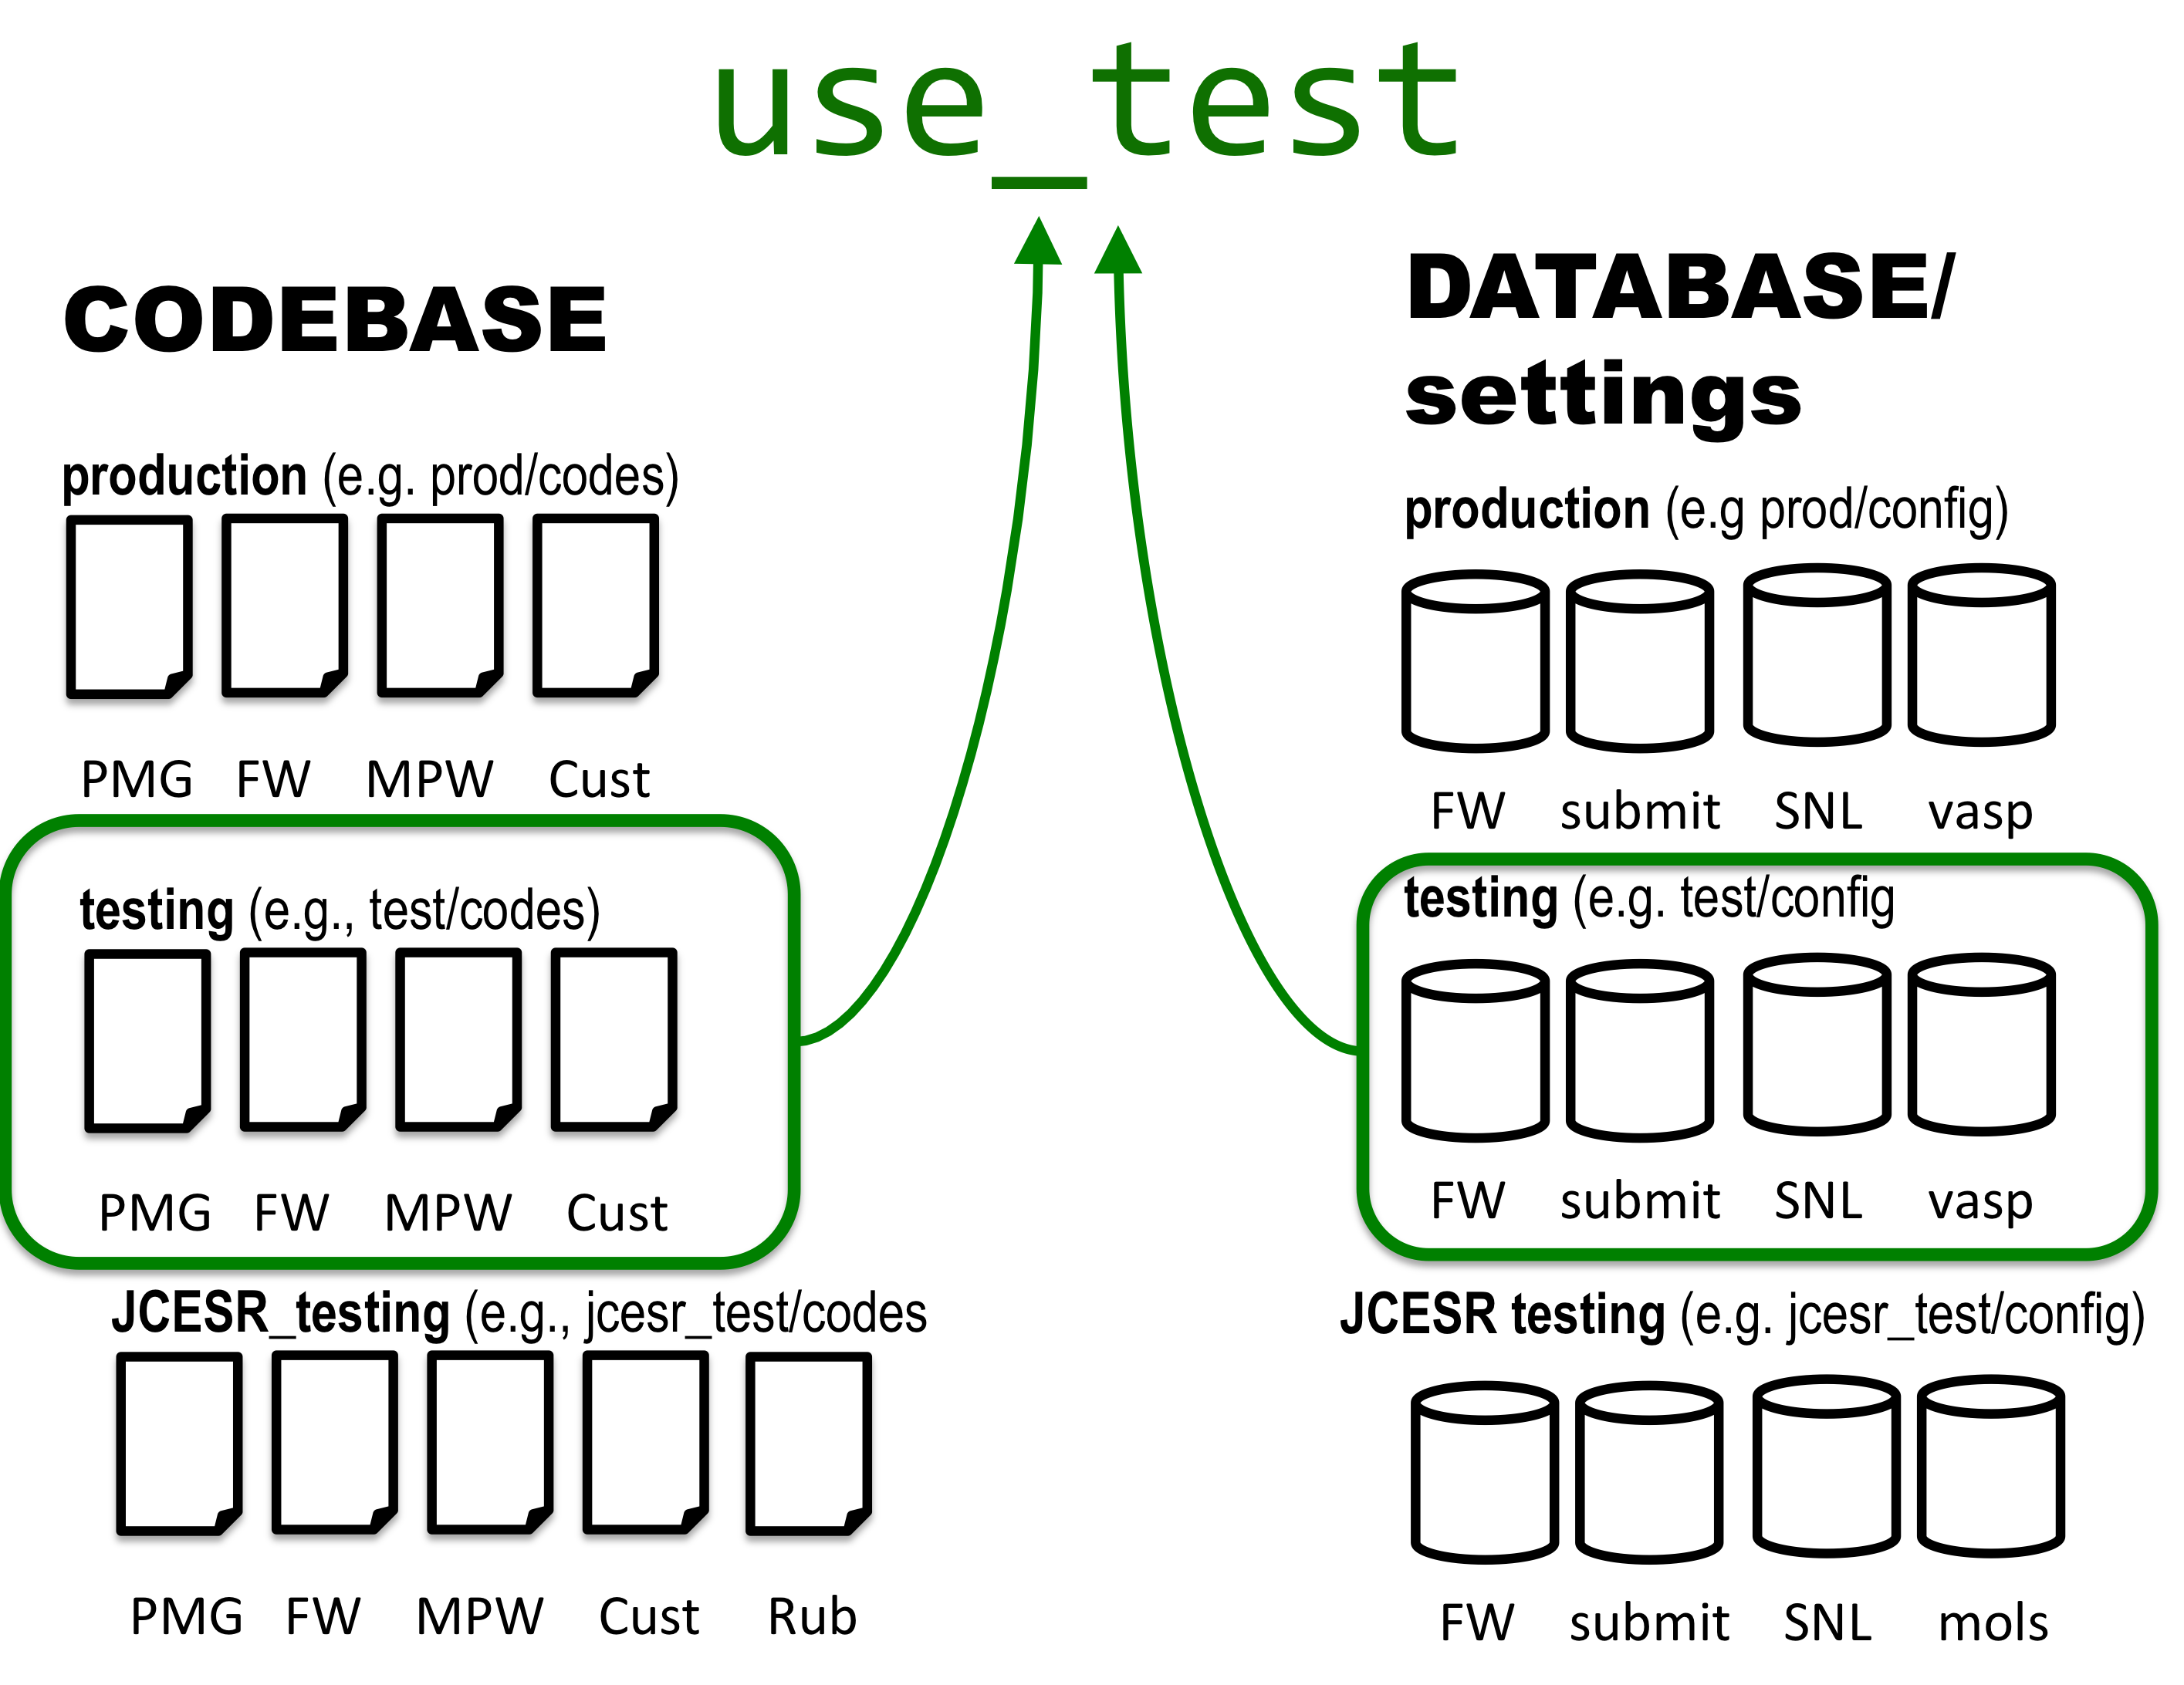 use_test
CODEBASE
production (e.g. prod/codes)
PMG FW MPW Cust
testing (e.g., test/codes)
PMG FW MPW Cust
JCESR_testing (e.g., jcesr_test/codes
PMG FW MPW Cust Rub
DATABASE/
settings
production (e.g prod/config)
FW submit SNL vasp
testing (e.g. test/config
FW submit SNL vasp
JCESR testing (e.g. jcesr_test/config)
FW submit SNL mols